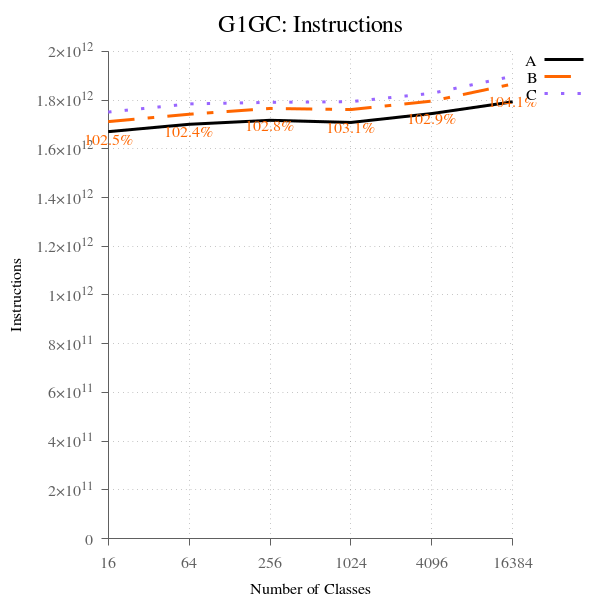 G1GC: Instructions
A
B
C
2×10¹²
1.8×10¹²
1.6×10¹²
1.4×10¹²
1.2×10¹²
1×10¹²
8×10¹¹
6×10¹¹
4×10¹¹
2×10¹¹
0
102.5%
102.4%
102.8%
103.1%
102.9%
104.1%
Instructions
16 64 256 1024 4096 16384
Number of Classes